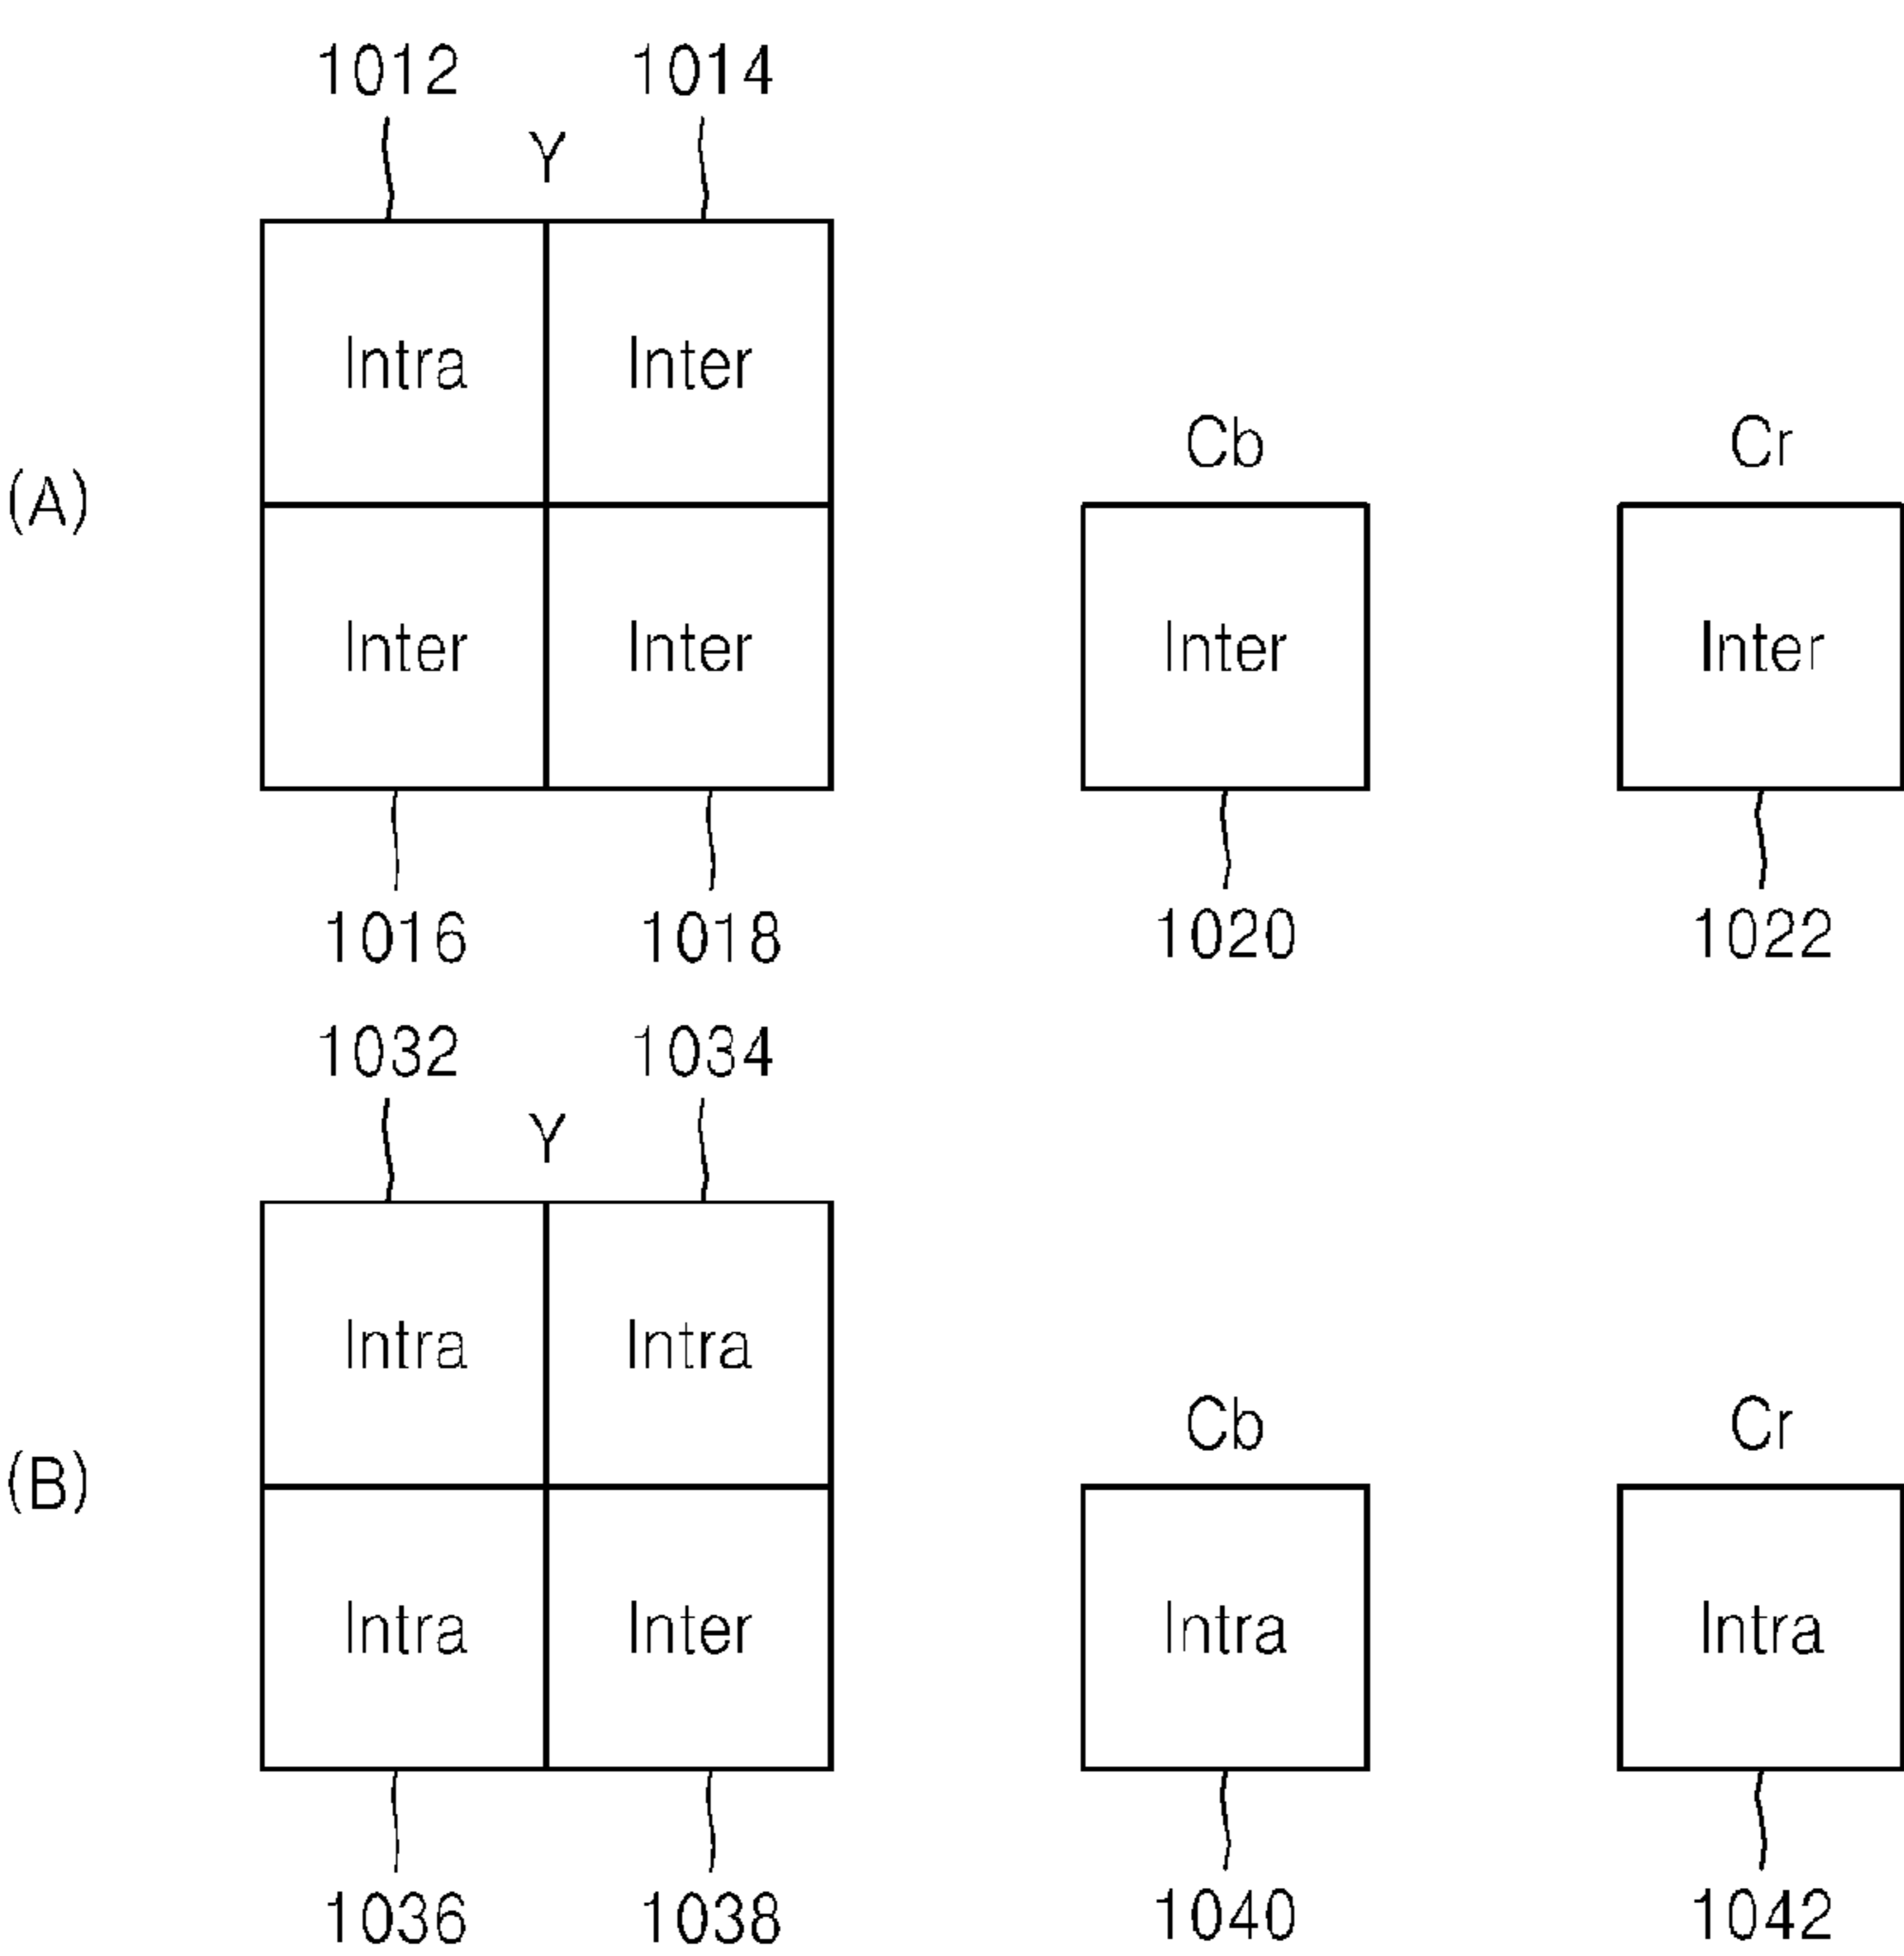 1012 1014
Y
Intra Inter
Cb Cr
(A)
Inter Inter Inter Inter
1016 1018 1020 1022
1032 1034
Y
Intra Intra
Cb Cr
(B)
Intra Inter Intra Intra
1036 1038 1040 1042